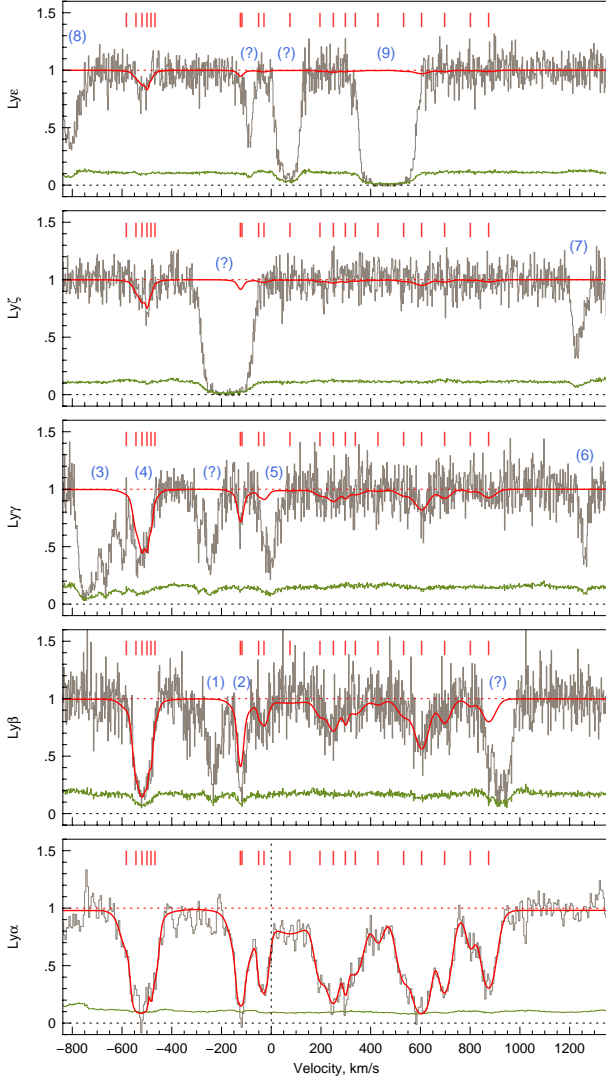 (8) (?) (?) (9)
1.5
1
.5
0
Lyε
(?) (7)
1.5
1
.5
0
Lyζ
(3) (4) (?) (5) (6)
1.5
1
.5
0
Lyγ
(1) (2) (?)
1.5
1
.5
0
Lyβ
1.5
1
.5
0
Lyα
−800 −600 −400 −200 0 200 400 600 800 1000 1200
Velocity, km/s